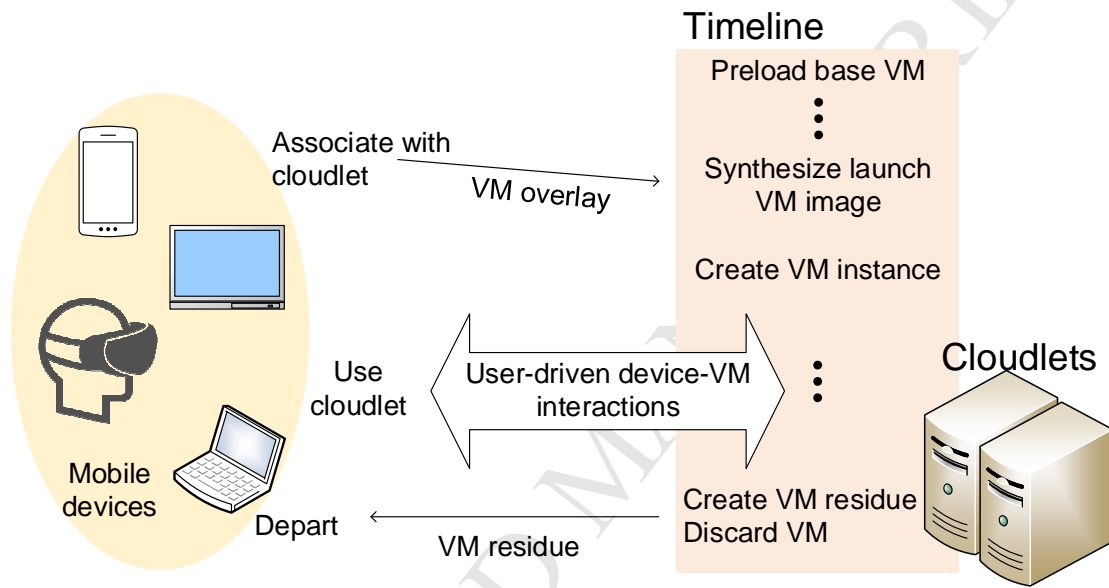 Timeline
Preload base VM
Associate with
cloudlet
VM overlay
Synthesize launch
VM image
Create VM instance
Use
cloudlet
User-driven device-VM
interactions
Cloudlets
Mobile
devices
Depart
VM residue
Create VM residue
Discard VM